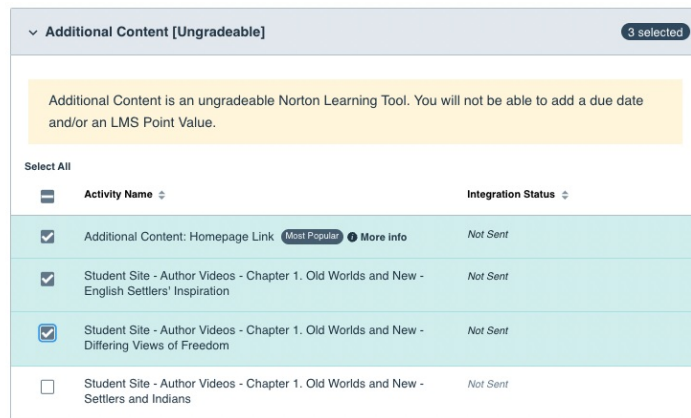 Additional Content [Ungradeable]
3 selected
Additional Content is an ungradeable Norton Learning Tool. You will not be able to add a due date
and/or an LMS Point Value.
Select All
Activity Name
Integration Status
Additional Content: Homepage Link Most Popular More info
Not Sent
Student Site - Author Videos - Chapter 1. Old Worlds and New -
English Settlers' Inspiration
Not Sent
Student Site - Author Videos - Chapter 1. Old Worlds and New -
Differing Views of Freedom
Not Sent
Student Site - Author Videos - Chapter 1. Old Worlds and New -
Settlers and Indians
Not Sent